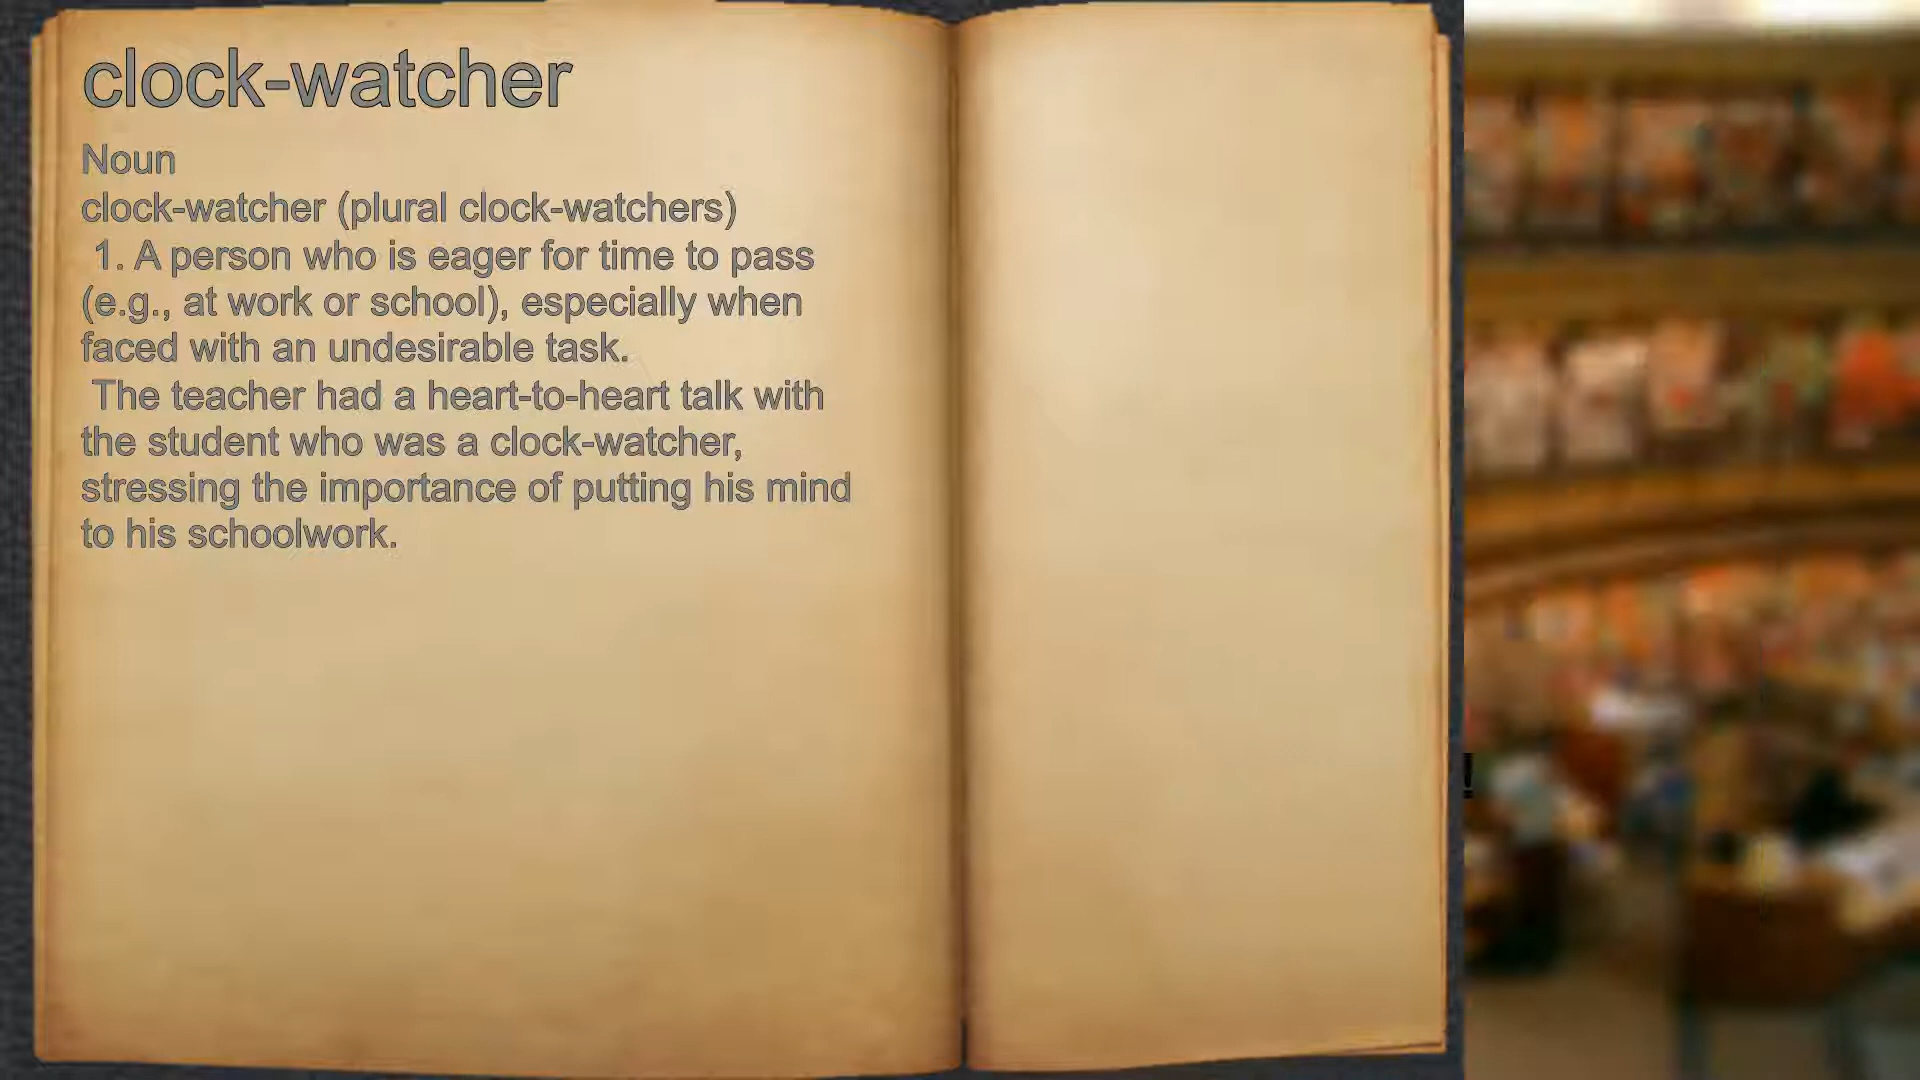 clock-watcher
Noun
clock-watcher (plural clock-watchers)
1. A person who is eager for time to pass
(e.g., at work or school), especially when
faced with an undesirable task.
The teacher had a heart-to-heart talk with
the student who was a clock-watcher,
stressing the importance of putting his mind
to his schoolwork.
!